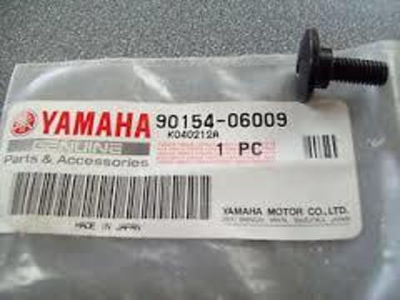 YAMAHA 90154-06009
GENUINE K040212A
Parts & Accessories 1 PC
MADE IN JAPAN
YAMAHA MOTOR CO., LTD.